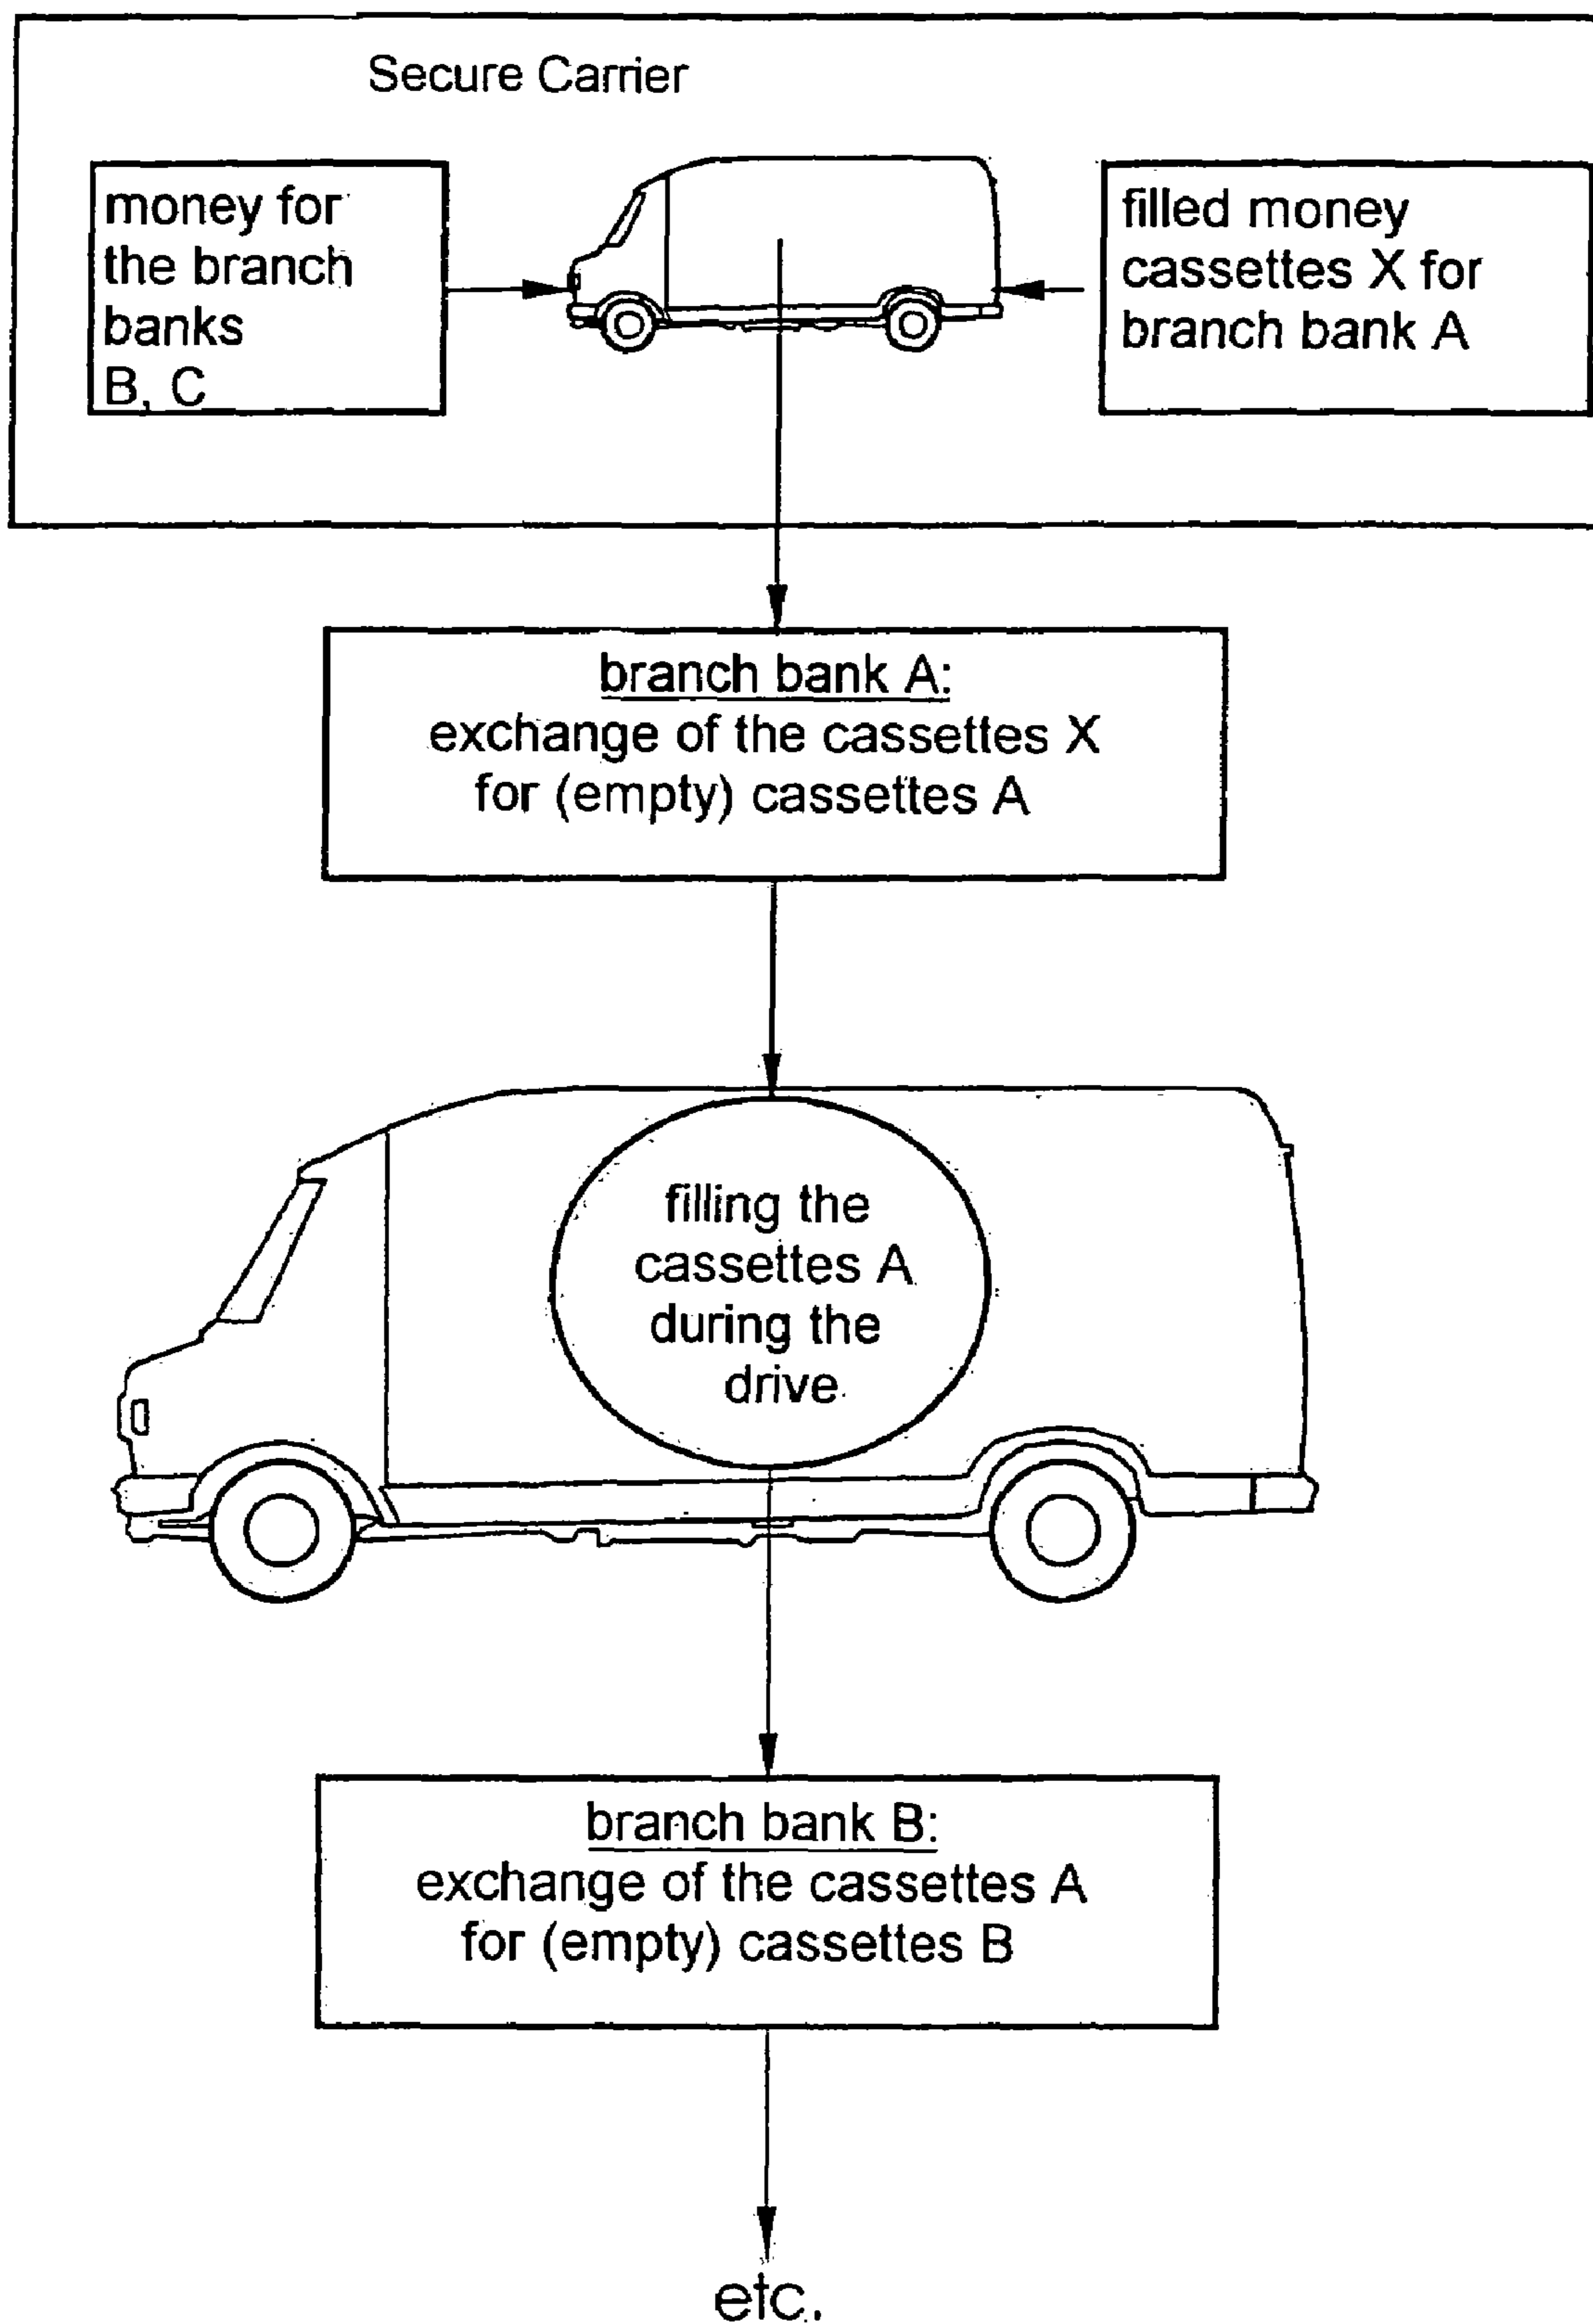 Secure Carrier
money for
the branch
banks
B, C
filled money
cassettes X for
branch bank A
branch bank A:
exchange of the cassettes X
for (empty) cassettes A
filling the
cassettes A
during the
drive
branch bank B:
exchange of the cassettes A
for (empty) cassettes B
etc.